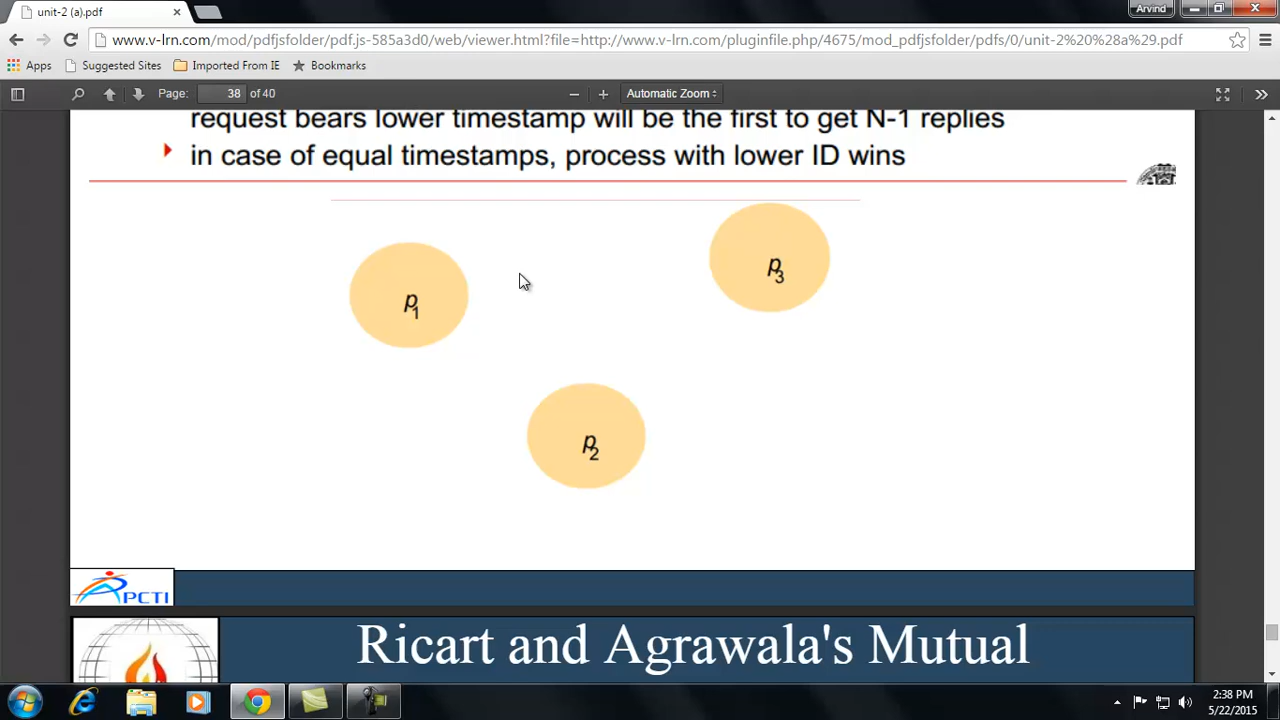 unit-2 (a).pdf
Arvind
www.v-lrn.com/mod/pdfjsfolder/pdf.js-585a3d0/web/viewer.html?file=http://www.v-lrn.com/pluginfile.php/4675/mod_pdfjsfolder/pdfs/0/unit-2%20%28a%29.pdf
Apps Suggested Sites Imported From IE Bookmarks
Page: 38 of 40 Automatic Zoom
request bears lower timestamp will be the first to get N-1 replies
in case of equal timestamps, process with lower ID wins
p3
p1
p2
PCTI
Ricart and Agrawala's Mutual
2:38 PM
5/22/2015